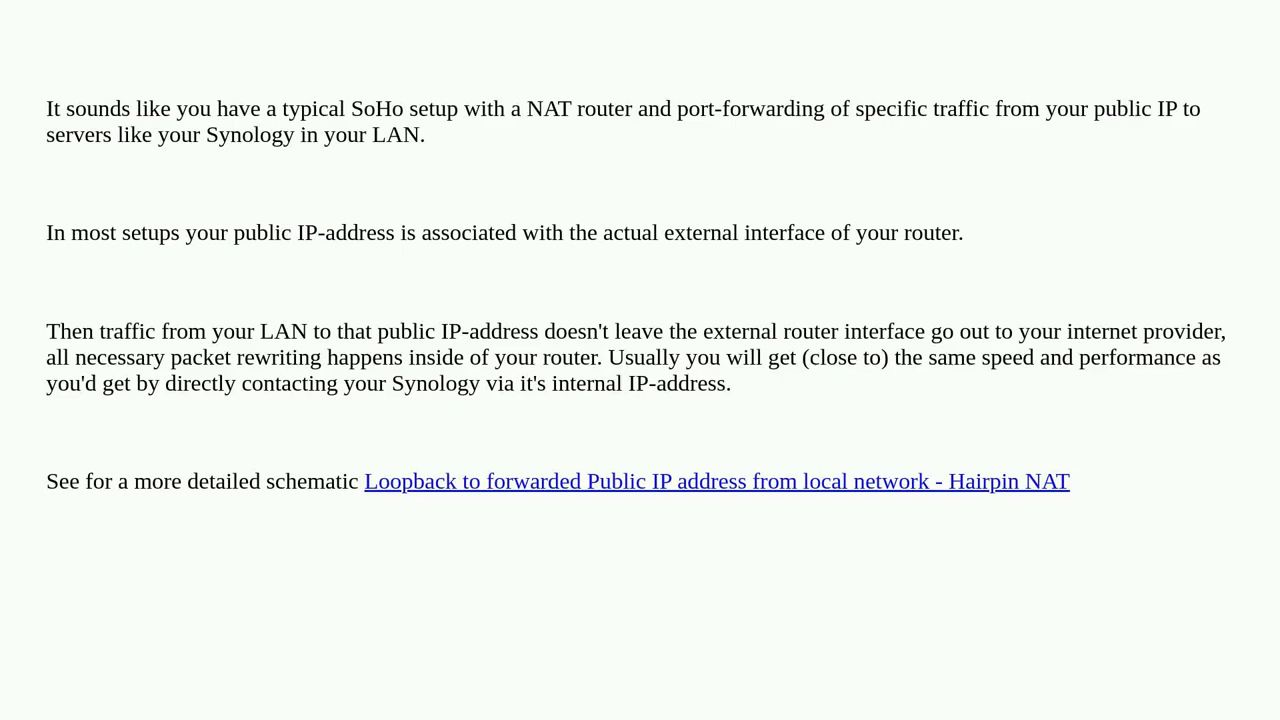 It sounds like you have a typical SoHo setup with a NAT router and port-forwarding of specific traffic from your public IP to
servers like your Synology in your LAN.
In most setups your public IP-address is associated with the actual external interface of your router.
Then traffic from your LAN to that public IP-address doesn't leave the external router interface go out to your internet provider,
all necessary packet rewriting happens inside of your router. Usually you will get (close to) the same speed and performance as
you'd get by directly contacting your Synology via it's internal IP-address.
See for a more detailed schematic Loopback to forwarded Public IP address from local network - Hairpin NAT